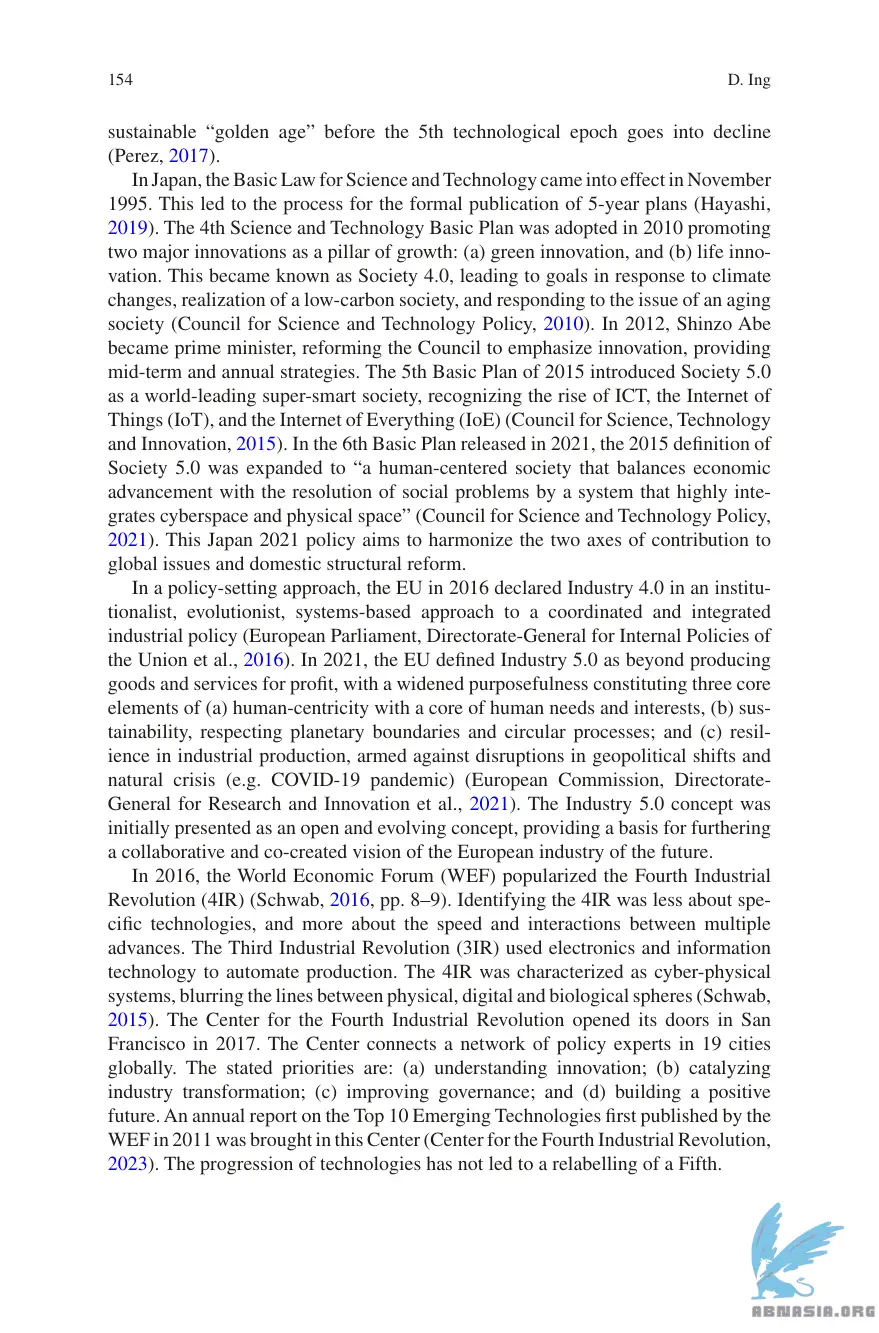 154
D. Ing
sustainable “golden age” before the 5th technological epoch goes into decline
(Perez, 2017).
In Japan, the Basic Law for Science and Technology came into effect in November
1995. This led to the process for the formal publication of 5-year plans (Hayashi,
2019). The 4th Science and Technology Basic Plan was adopted in 2010 promoting
two major innovations as a pillar of growth: (a) green innovation, and (b) life inno-
vation. This became known as Society 4.0, leading to goals in response to climate
changes, realization of a low-carbon society, and responding to the issue of an aging
society (Council for Science and Technology Policy, 2010). In 2012, Shinzo Abe
became prime minister, reforming the Council to emphasize innovation, providing
mid-term and annual strategies. The 5th Basic Plan of 2015 introduced Society 5.0
as a world-leading super-smart society, recognizing the rise of ICT, the Internet of
Things (IoT), and the Internet of Everything (IoE) (Council for Science, Technology
and Innovation, 2015). In the 6th Basic Plan released in 2021, the 2015 definition of
Society 5.0 was expanded to “a human-centered society that balances economic
advancement with the resolution of social problems by a system that highly inte-
grates cyberspace and physical space” (Council for Science and Technology Policy,
2021). This Japan 2021 policy aims to harmonize the two axes of contribution to
global issues and domestic structural reform.
In a policy-setting approach, the EU in 2016 declared Industry 4.0 in an institu-
tionalist, evolutionist, systems-based approach to a coordinated and integrated
industrial policy (European Parliament, Directorate-General for Internal Policies of
the Union et al., 2016). In 2021, the EU defined Industry 5.0 as beyond producing
goods and services for profit, with a widened purposefulness constituting three core
elements of (a) human-centricity with a core of human needs and interests, (b) sus-
tainability, respecting planetary boundaries and circular processes; and (c) resil-
ience in industrial production, armed against disruptions in geopolitical shifts and
natural crisis (e.g. COVID-19 pandemic) (European Commission, Directorate-
General for Research and Innovation et al., 2021). The Industry 5.0 concept was
initially presented as an open and evolving concept, providing a basis for furthering
a collaborative and co-created vision of the European industry of the future.
In 2016, the World Economic Forum (WEF) popularized the Fourth Industrial
Revolution (4IR) (Schwab, 2016, pp. 8–9). Identifying the 4IR was less about spe-
cific technologies, and more about the speed and interactions between multiple
advances. The Third Industrial Revolution (3IR) used electronics and information
technology to automate production. The 4IR was characterized as cyber-physical
systems, blurring the lines between physical, digital and biological spheres (Schwab,
2015). The Center for the Fourth Industrial Revolution opened its doors in San
Francisco in 2017. The Center connects a network of policy experts in 19 cities
globally. The stated priorities are: (a) understanding innovation; (b) catalyzing
industry transformation; (c) improving governance; and (d) building a positive
future. An annual report on the Top 10 Emerging Technologies first published by the
WEF in 2011 was brought in this Center (Center for the Fourth Industrial Revolution,
2023). The progression of technologies has not led to a relabelling of a Fifth.
ABNASIA.ORG